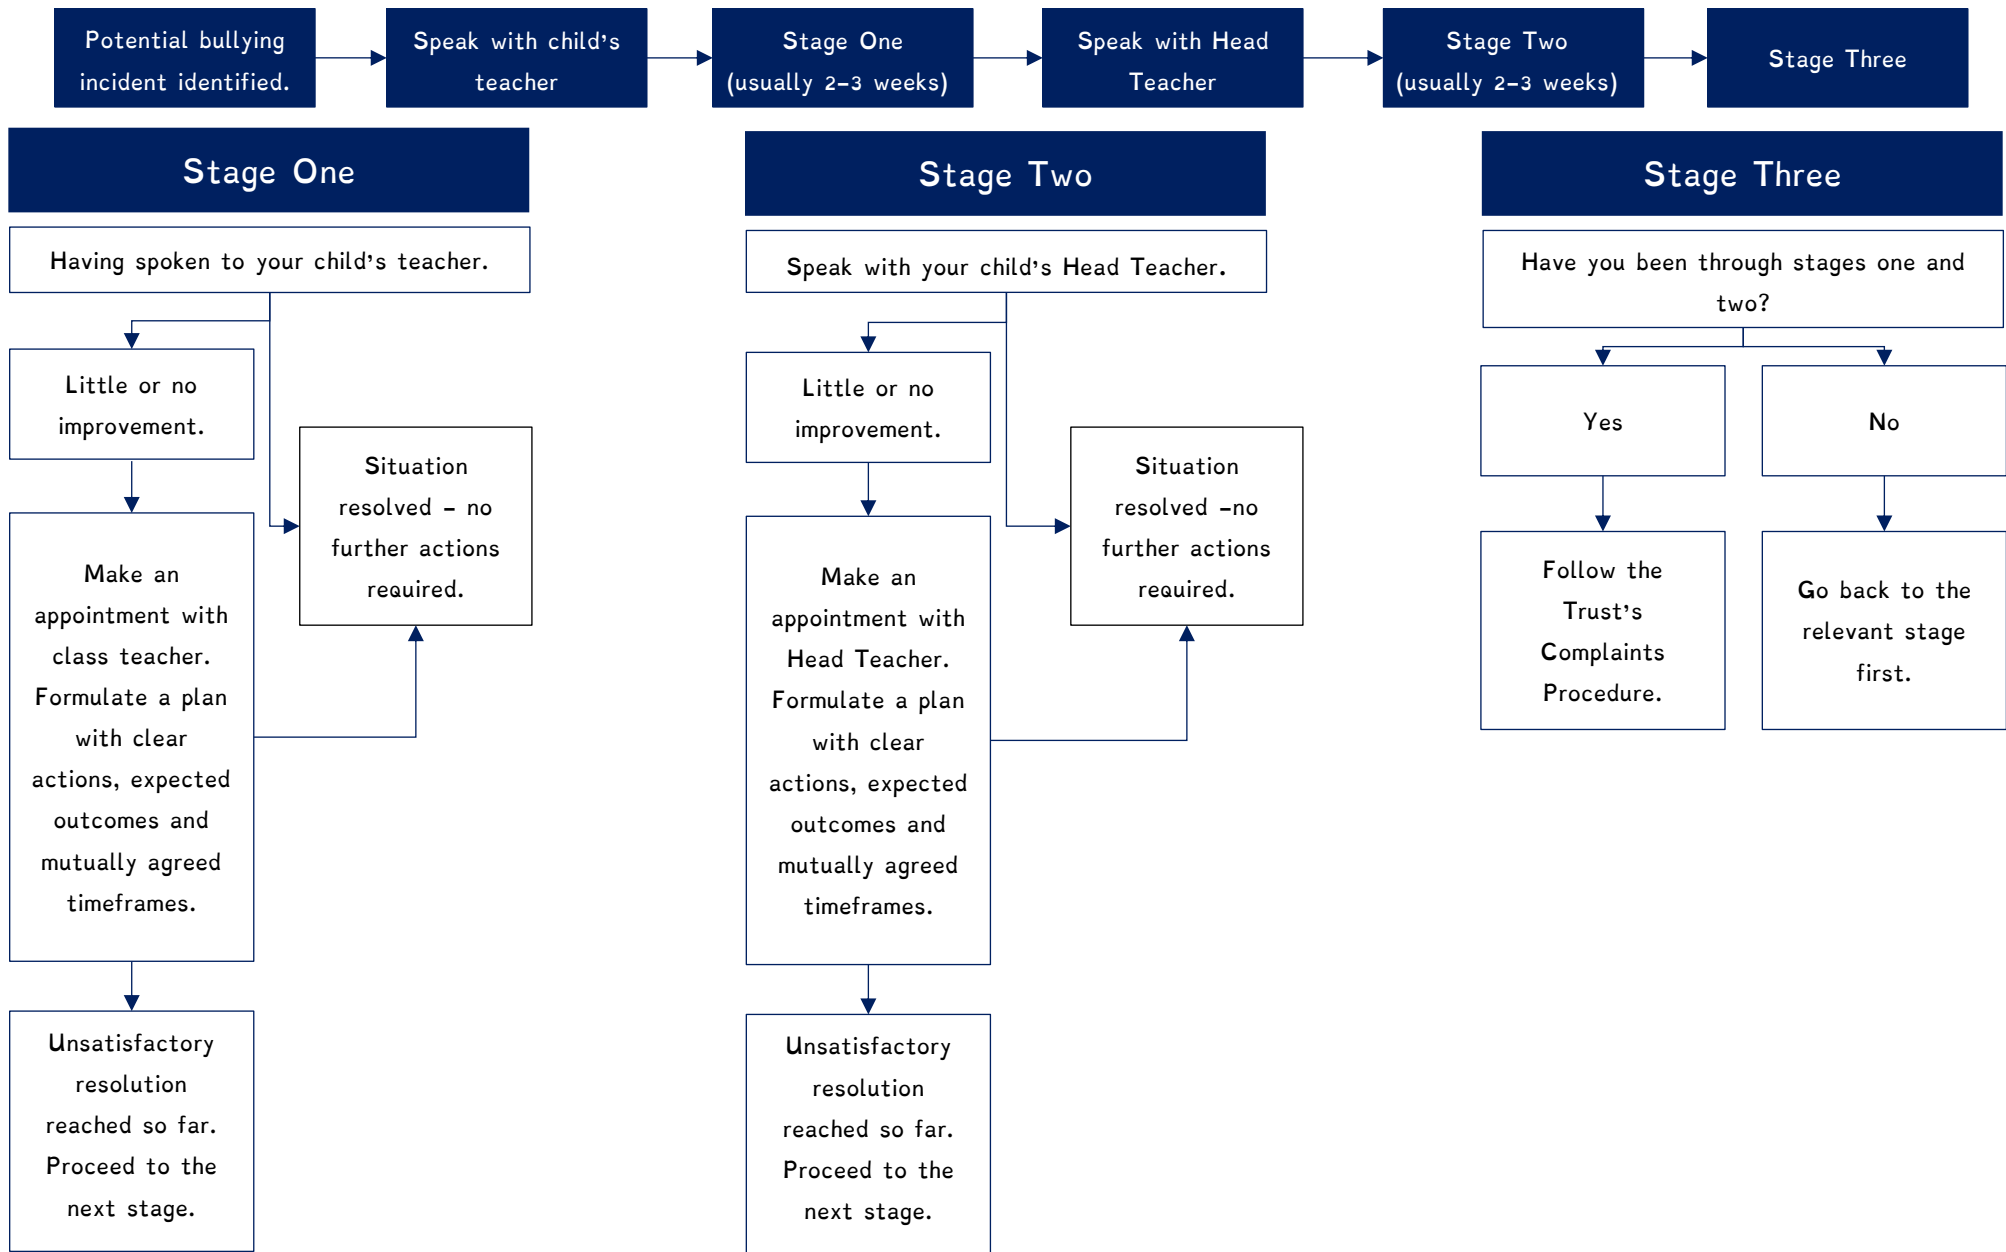 Potential bullying
incident identified.
Speak with child's
teacher
Stage One
(usually 2–3 weeks)
Speak with Head
Teacher
Stage Two
(usually 2–3 weeks)
Stage Three
Stage One
Having spoken to your child's teacher.
Little or no
improvement.
Situation
resolved – no
further actions
required.
Make an
appointment with
class teacher.
Formulate a plan
with clear
actions, expected
outcomes and
mutually agreed
timeframes.
Unsatisfactory
resolution
reached so far.
Proceed to the
next stage.
Stage Two
Speak with your child's Head Teacher.
Little or no
improvement.
Situation
resolved –no
further actions
required.
Make an
appointment with
Head Teacher.
Formulate a plan
with clear
actions, expected
outcomes and
mutually agreed
timeframes.
Unsatisfactory
resolution
reached so far.
Proceed to the
next stage.
Stage Three
Have you been through stages one and
two?
Yes
No
Follow the
Trust's
Complaints
Procedure.
Go back to the
relevant stage
first.